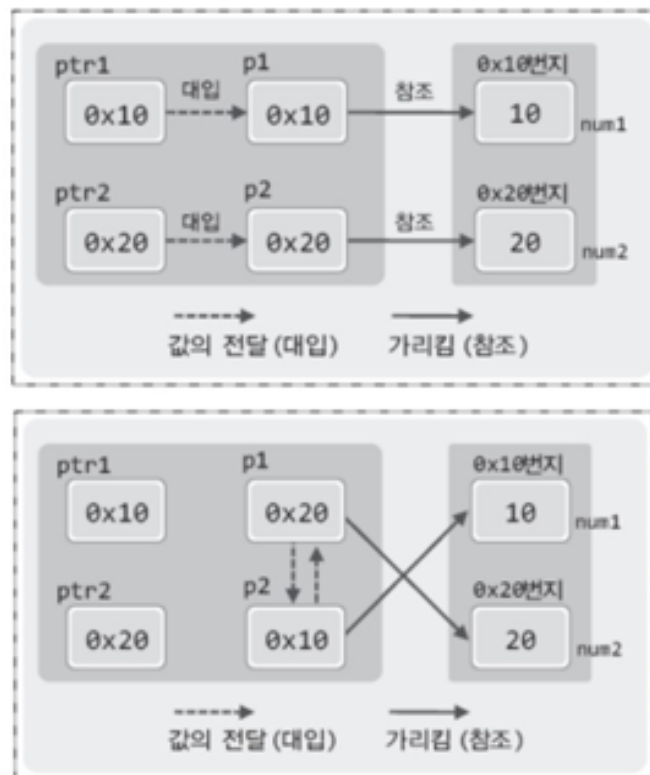 ptr1 p1 0x10번지
대입 참조
0x10 0x10 10 num1
ptr2 p2 0x20번지
대입 참조
0x20 0x20 20 num2
값의 전달(대입) 가리킴(참조)
ptr1 p1 0x10번지
0x10 0x20 10 num1
ptr2 p2 0x20번지
0x20 0x10 20 num2
값의 전달(대입) 가리킴(참조)